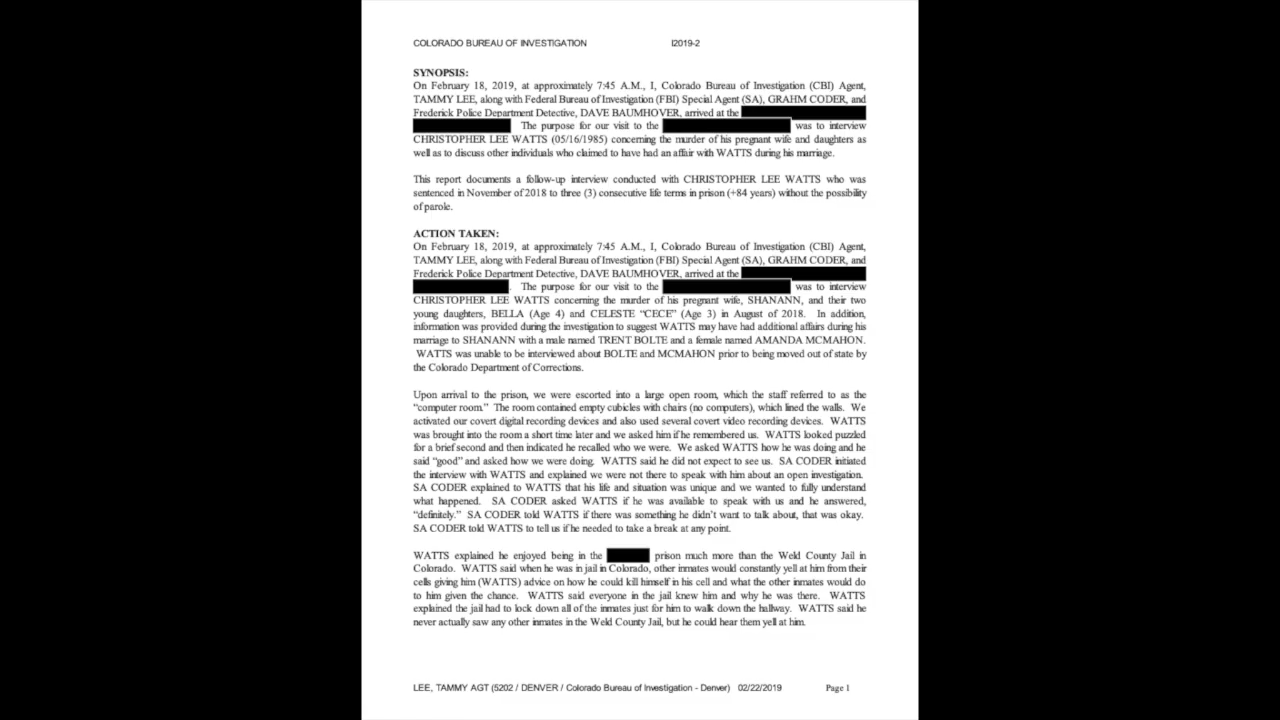 COLORADO BUREAU OF INVESTIGATION I2019-2
SYNOPSIS:
On February 18, 2019, at approximately 7:45 A.M., I, Colorado Bureau of Investigation (CBI) Agent,
TAMMY LEE, along with Federal Bureau of Investigation (FBI) Special Agent (SA), GRAHM CODER, and
Frederick Police Department Detective, DAVE BAUMHOVER, arrived at the
The purpose for our visit to the was to interview
CHRISTOPHER LEE WATTS (05/16/1985) concerning the murder of his pregnant wife and daughters as
well as to discuss other individuals who claimed to have had an affair with WATTS during his marriage.
This report documents a follow-up interview conducted with CHRISTOPHER LEE WATTS who was
sentenced in November of 2018 to three (3) consecutive life terms in prison (+84 years) without the possibility
of parole.
ACTION TAKEN:
On February 18, 2019, at approximately 7:45 A.M., I, Colorado Bureau of Investigation (CBI) Agent,
TAMMY LEE, along with Federal Bureau of Investigation (FBI) Special Agent (SA), GRAHM CODER, and
Frederick Police Department Detective, DAVE BAUMHOVER, arrived at the
. The purpose for our visit to the was to interview
CHRISTOPHER LEE WATTS concerning the murder of his pregnant wife, SHANANN, and their two
young daughters, BELLA (Age 4) and CELESTE “CECE” (Age 3) in August of 2018. In addition,
information was provided during the investigation to suggest WATTS may have had additional affairs during his
marriage to SHANANN with a male named TRENT BOLTE and a female named AMANDA MCMAHON.
WATTS was unable to be interviewed about BOLTE and MCMAHON prior to being moved out of state by
the Colorado Department of Corrections.
Upon arrival to the prison, we were escorted into a large open room, which the staff referred to as the
“computer room.” The room contained empty cubicles with chairs (no computers), which lined the walls. We
activated our covert digital recording devices and also used several covert video recording devices. WATTS
was brought into the room a short time later and we asked him if he remembered us. WATTS looked puzzled
for a brief second and then indicated he recalled who we were. We asked WATTS how he was doing and he
said “good” and asked how we were doing. WATTS said he did not expect to see us. SA CODER initiated
the interview with WATTS and explained we were not there to speak with him about an open investigation.
SA CODER explained to WATTS that his life and situation was unique and we wanted to fully understand
what happened. SA CODER asked WATTS if he was available to speak with us and he answered,
“definitely.” SA CODER told WATTS if there was something he didn’t want to talk about, that was okay.
SA CODER told WATTS to tell us if he needed to take a break at any point.
WATTS explained he enjoyed being in the prison much more than the Weld County Jail in
Colorado. WATTS said when he was in jail in Colorado, other inmates would constantly yell at him from their
cells giving him (WATTS) advice on how he could kill himself in his cell and what the other inmates would do
to him given the chance. WATTS said everyone in the jail knew him and why he was there. WATTS
explained the jail had to lock down all of the inmates just for him to walk down the hallway. WATTS said he
never actually saw any other inmates in the Weld County Jail, but he could hear them yell at him.
LEE, TAMMY AGT (5202 / DENVER / Colorado Bureau of Investigation - Denver) 02/22/2019 Page 1